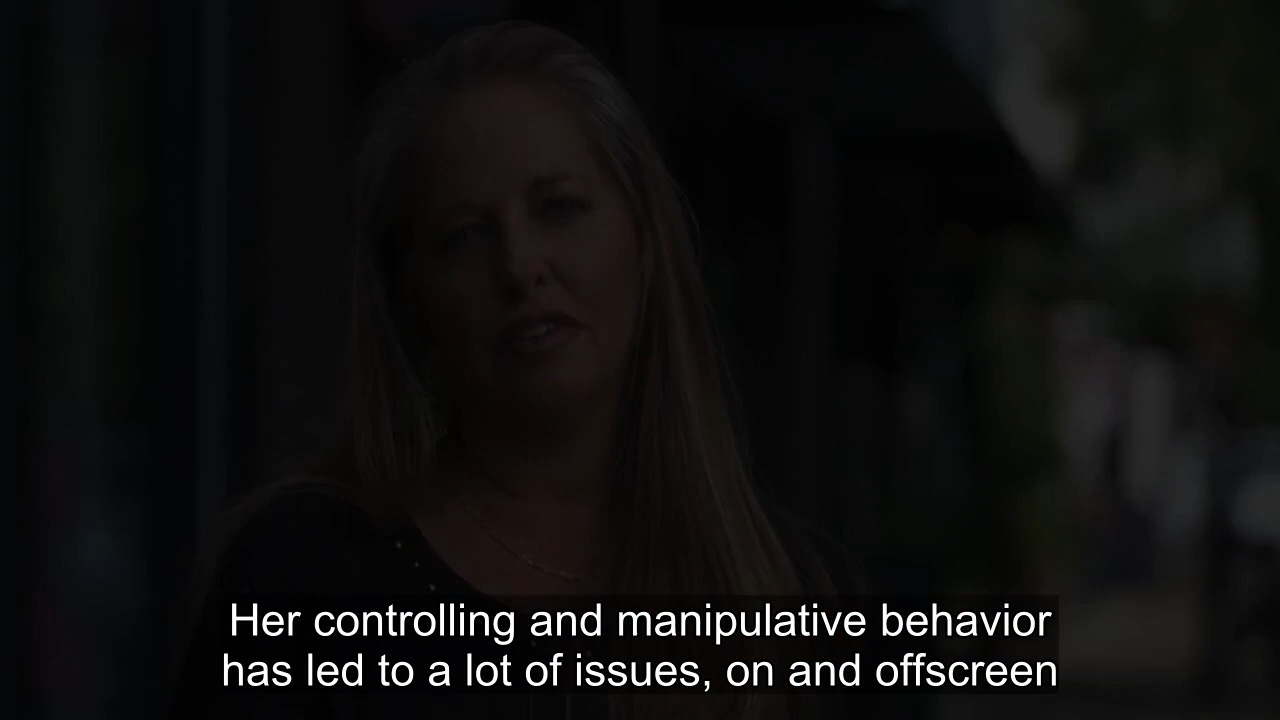 Her controlling and manipulative behavior
has led to a lot of issues, on and offscreen